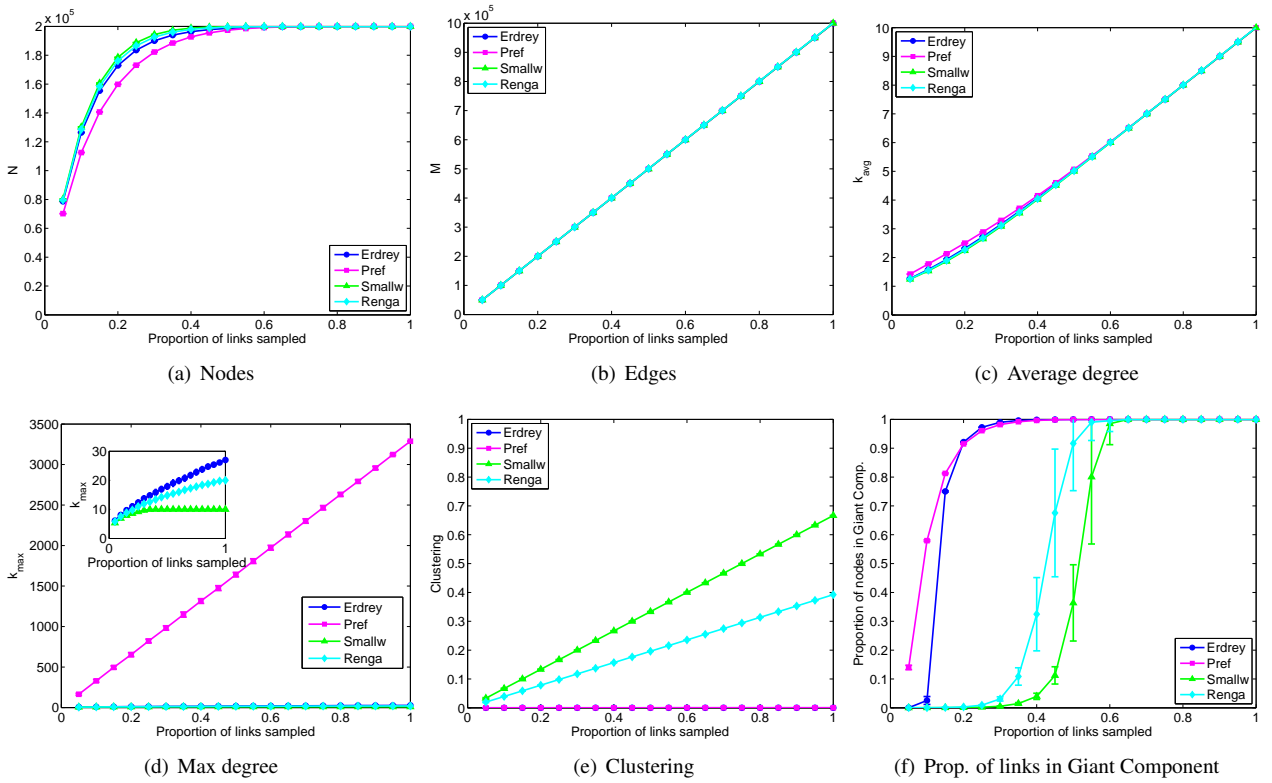 x 10^5
2
1.8
1.6
1.4
1.2
1
0.8
0.6
0.4
0.2
0
N
0 0.2 0.4 0.6 0.8 1
Proportion of links sampled
Erdrey
Pref
Smallw
Renga
(a) Nodes
x 10^5
10
9
8
7
6
5
4
3
2
1
0
M
0 0.2 0.4 0.6 0.8 1
Proportion of links sampled
Erdrey
Pref
Smallw
Renga
(b) Edges
10
9
8
7
6
5
4
3
2
1
0
k_avg
0 0.2 0.4 0.6 0.8 1
Proportion of links sampled
Erdrey
Pref
Smallw
Renga
(c) Average degree
3500
3000
2500
2000
1500
1000
500
0
k_max
0 0.2 0.4 0.6 0.8 1
Proportion of links sampled
30
20
10
0
k_max
0 1
Proportion of links sampled
Erdrey
Pref
Smallw
Renga
(d) Max degree
1
0.9
0.8
0.7
0.6
0.5
0.4
0.3
0.2
0.1
0
Clustering
0 0.2 0.4 0.6 0.8 1
Proportion of links sampled
Erdrey
Pref
Smallw
Renga
(e) Clustering
1
0.9
0.8
0.7
0.6
0.5
0.4
0.3
0.2
0.1
0
Proportion of nodes in Giant Comp.
0 0.2 0.4 0.6 0.8 1
Proportion of links sampled
Erdrey
Pref
Smallw
Renga
(f) Prop. of links in Giant Component